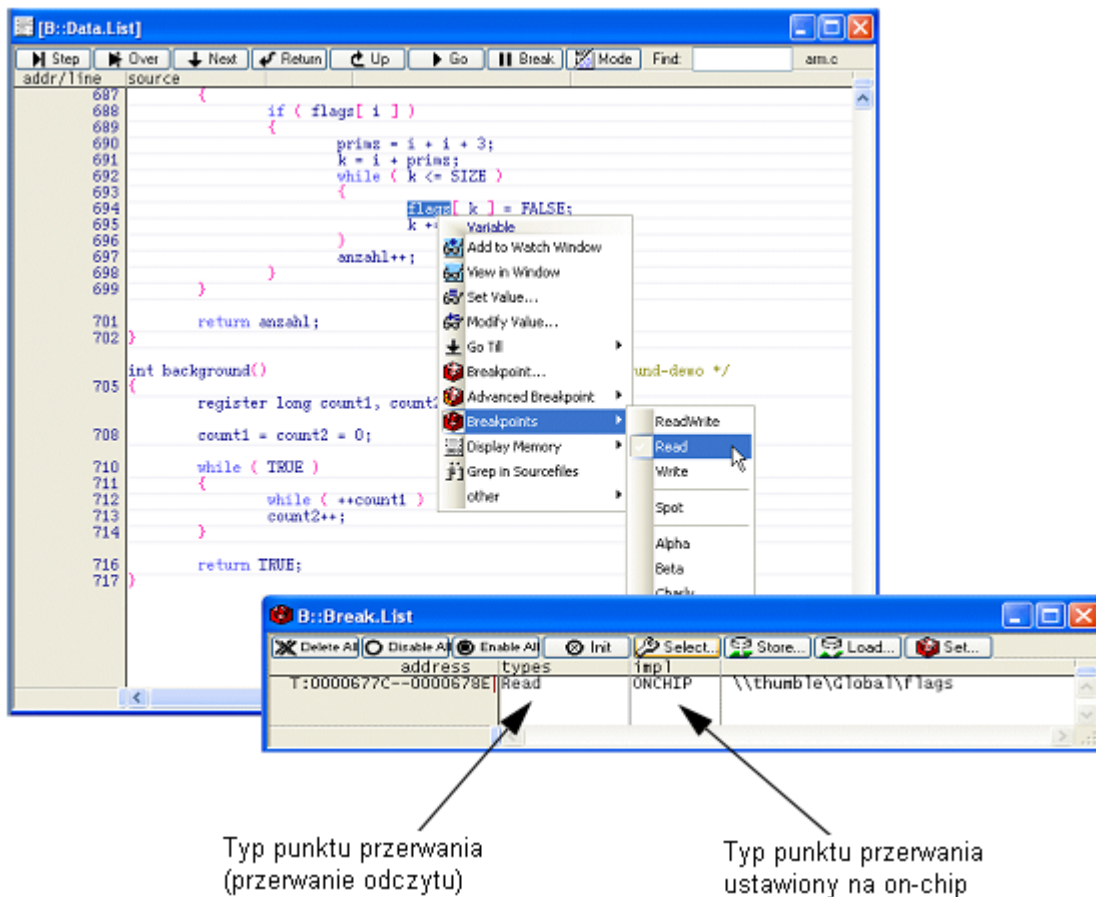 [B::Data.List]
Step Over Next Return Up Go Break Mode Find: arm.c
addr/line source
687 {
688 if ( flags[ i ] )
689 {
690 primz = i + i + 3;
691 k = i + primz;
692 while ( k <= SIZE )
693 {
694 flags[ k ] = FALSE;
695 k +=
696 }
697 anzahl++;
698 }
699 }
701 return anzahl;
702 }
int background() und-demo */
705 {
register long count1, count2
708 count1 = count2 = 0;
710 while ( TRUE )
711 {
712 while ( ++count1 )
713 count2++;
714 }
716 return TRUE;
717 }
Variable
Add to Watch Window
View in Window
Set Value...
Modify Value...
Go Till
Breakpoint...
Advanced Breakpoint
Breakpoints
Display Memory
Grep in Sourcefiles
other
ReadWrite
Read
Write
Spot
Alpha
Beta
Charly
B::Break.List
Delete All Disable All Enable All Init Select... Store... Load... Set...
address types impl
T:0000677C--0000678E Read ONCHIP \\thumble\Global\flags
Typ punktu przerwania
(przerwanie odczytu)
Typ punktu przerwania
ustawiony na on-chip